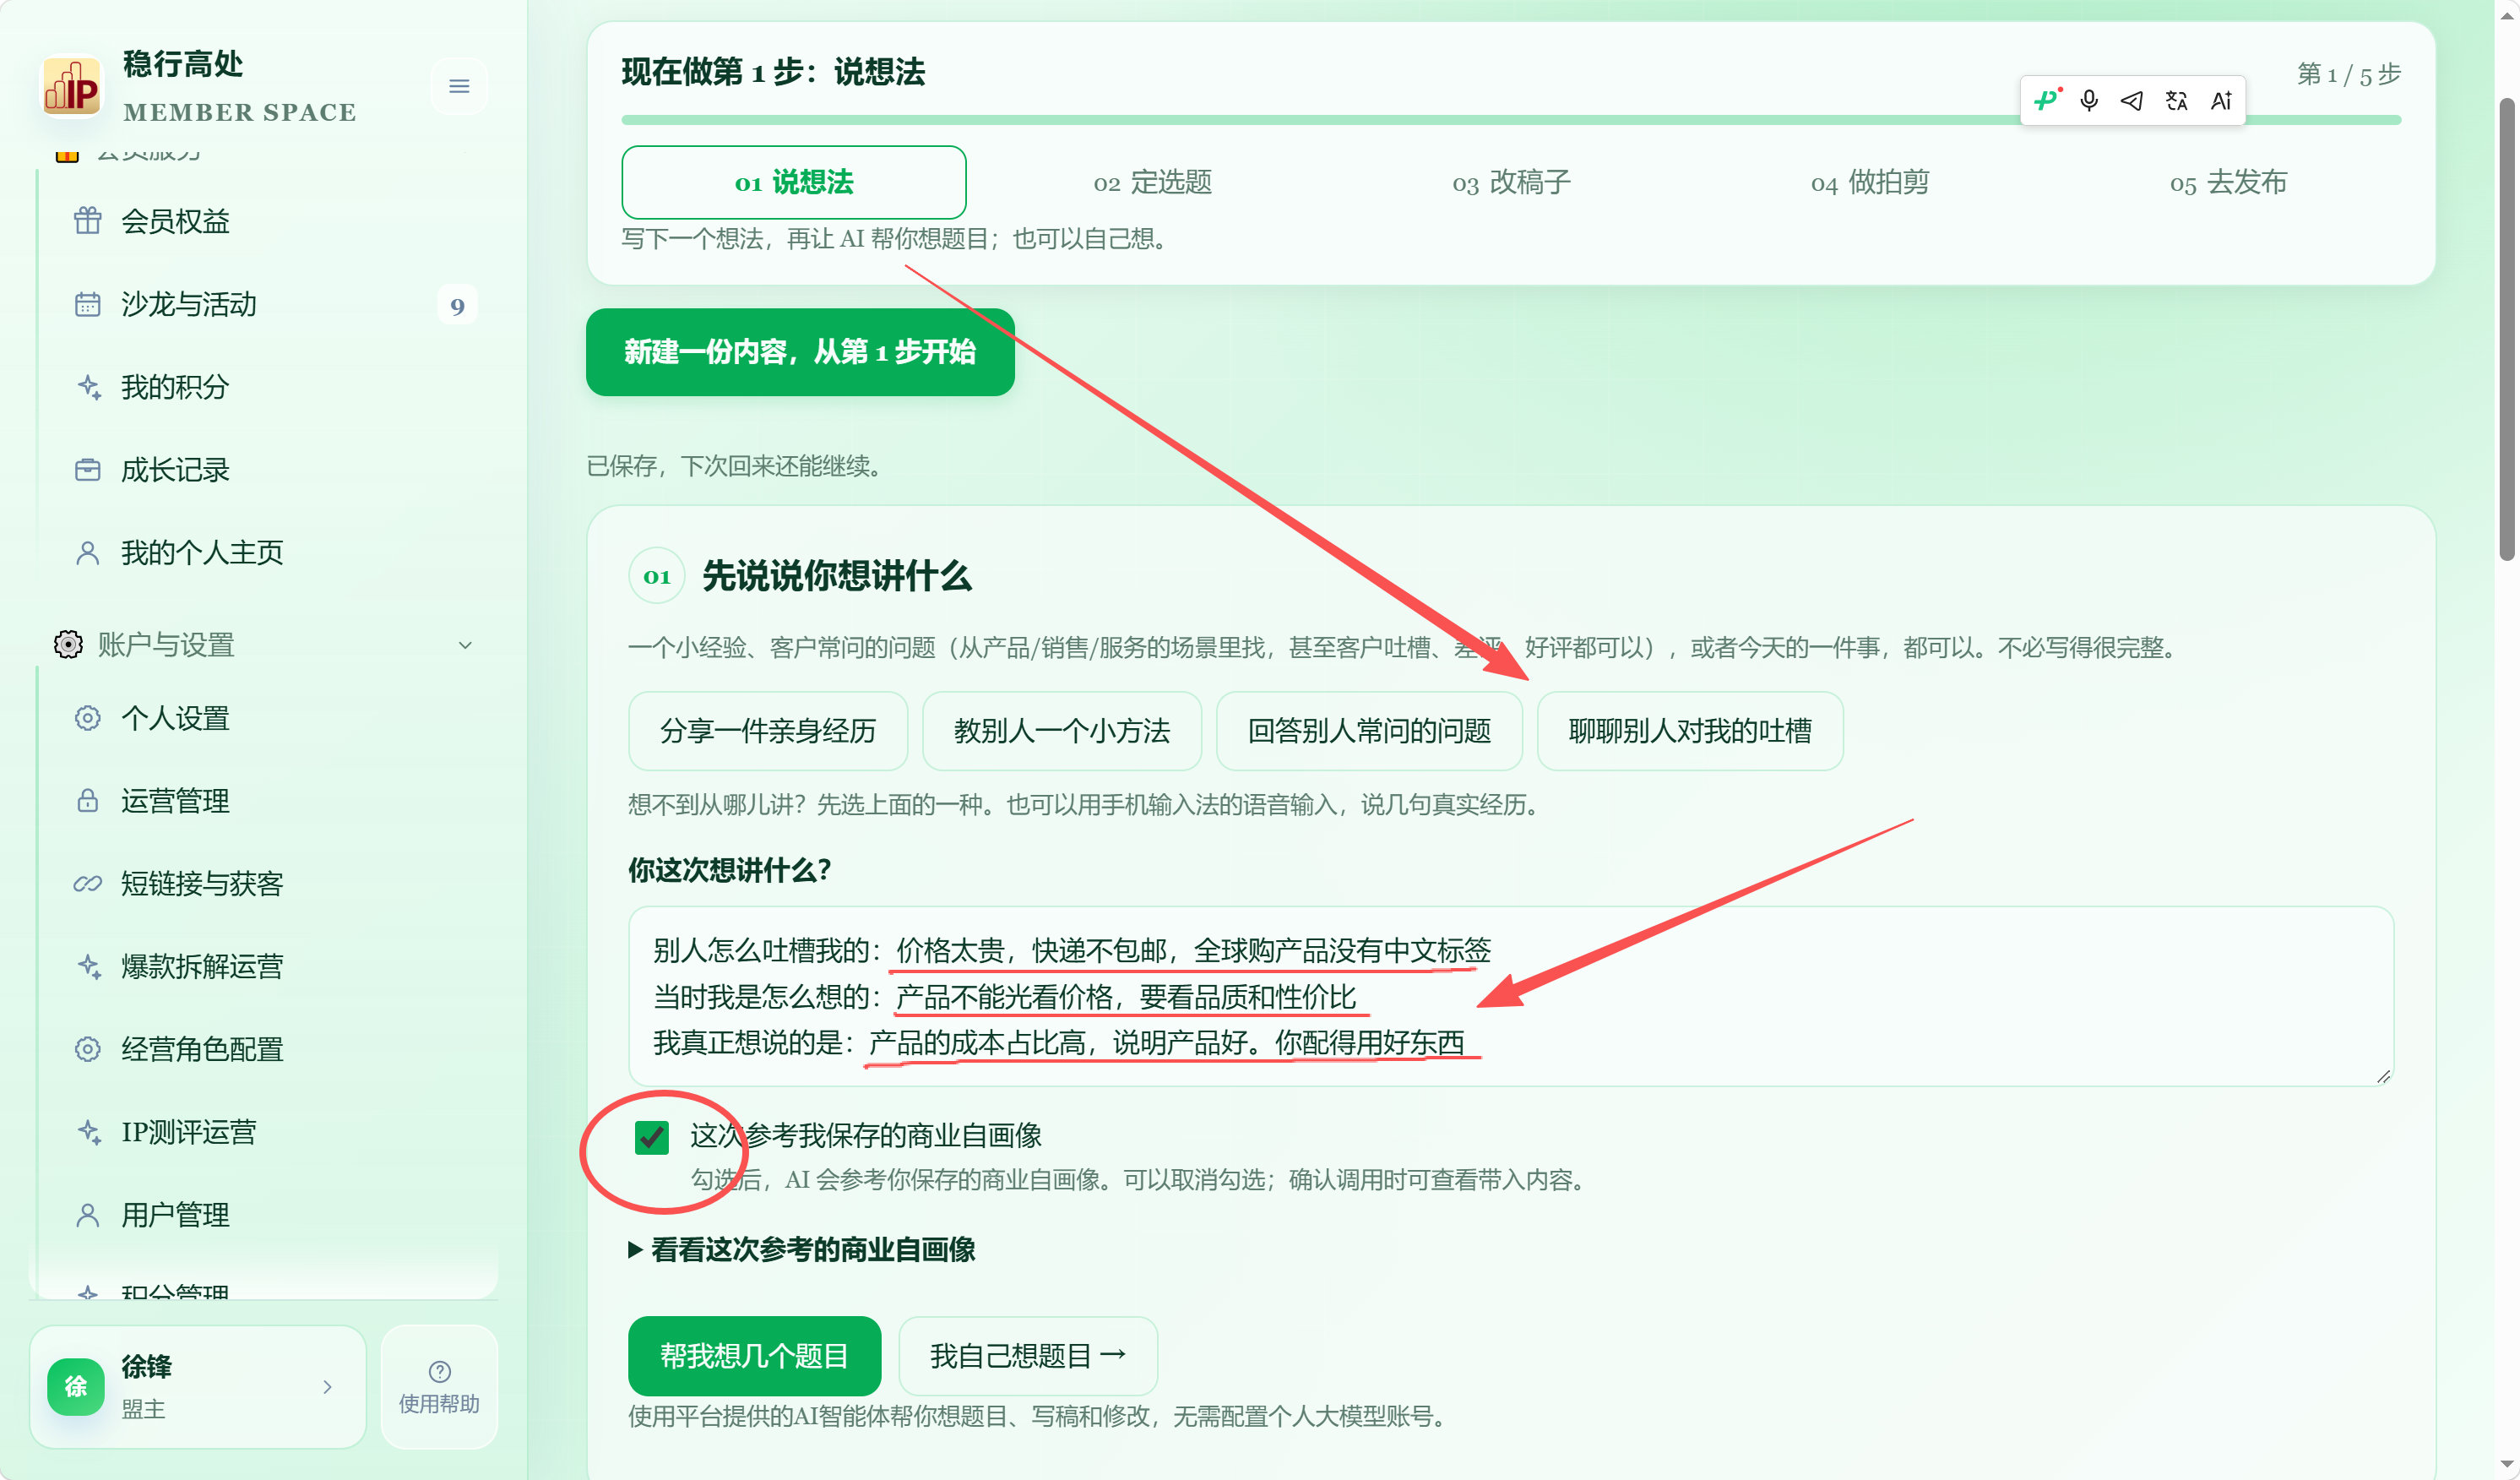 稳行高处
MEMBER SPACE
会员服务
会员权益
沙龙与活动
9
我的积分
成长记录
我的个人主页
账户与设置
个人设置
运营管理
短链接与获客
爆款拆解运营
经营角色配置
IP测评运营
用户管理
积分管理
徐
徐锋
盟主
使用帮助
现在做第 1 步：说想法
第 1 / 5 步
01 说想法
02 定选题
03 改稿子
04 做拍剪
05 去发布
写下一个想法，再让 AI 帮你想题目；也可以自己想。
新建一份内容，从第 1 步开始
已保存，下次回来还能继续。
01 先说说你想讲什么
一个小经验、客户常问的问题（从产品/销售/服务的场景里找，甚至客户吐槽、差评、好评都可以），或者今天的一件事，都可以。不必写得很完整。
分享一件亲身经历
教别人一个小方法
回答别人常问的问题
聊聊别人对我的吐槽
想不到从哪儿讲？先选上面的一种。也可以用手机输入法的语音输入，说几句真实经历。
你这次想讲什么？
别人怎么吐槽我的：价格太贵，快递不包邮，全球购产品没有中文标签
当时我是怎么想的：产品不能光看价格，要看品质和性价比
我真正想说的是：产品的成本占比高，说明产品好。你配得用好东西
这次参考我保存的商业自画像
勾选后，AI 会参考你保存的商业自画像。可以取消勾选；确认调用时可查看带入内容。
看看这次参考的商业自画像
帮我想几个题目
我自己想题目 →
使用平台提供的AI智能体帮你想题目、写稿和修改，无需配置个人大模型账号。